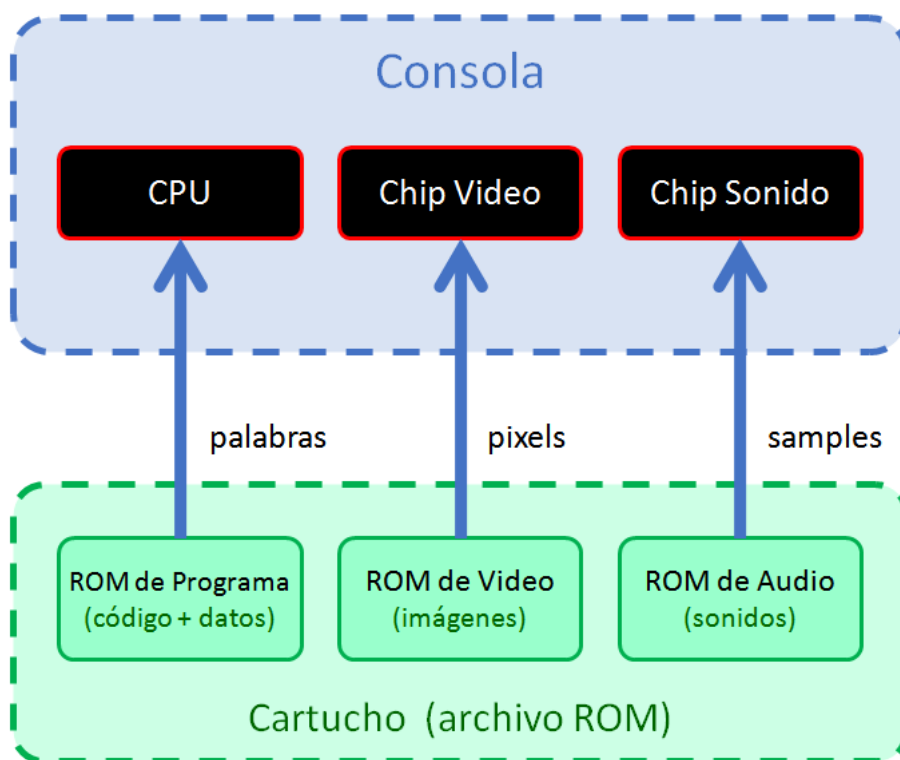 Consola
CPU
Chip Video
Chip Sonido
palabras
pixels
samples
ROM de Programa
(código + datos)
ROM de Video
(imágenes)
ROM de Audio
(sonidos)
Cartucho (archivo ROM)